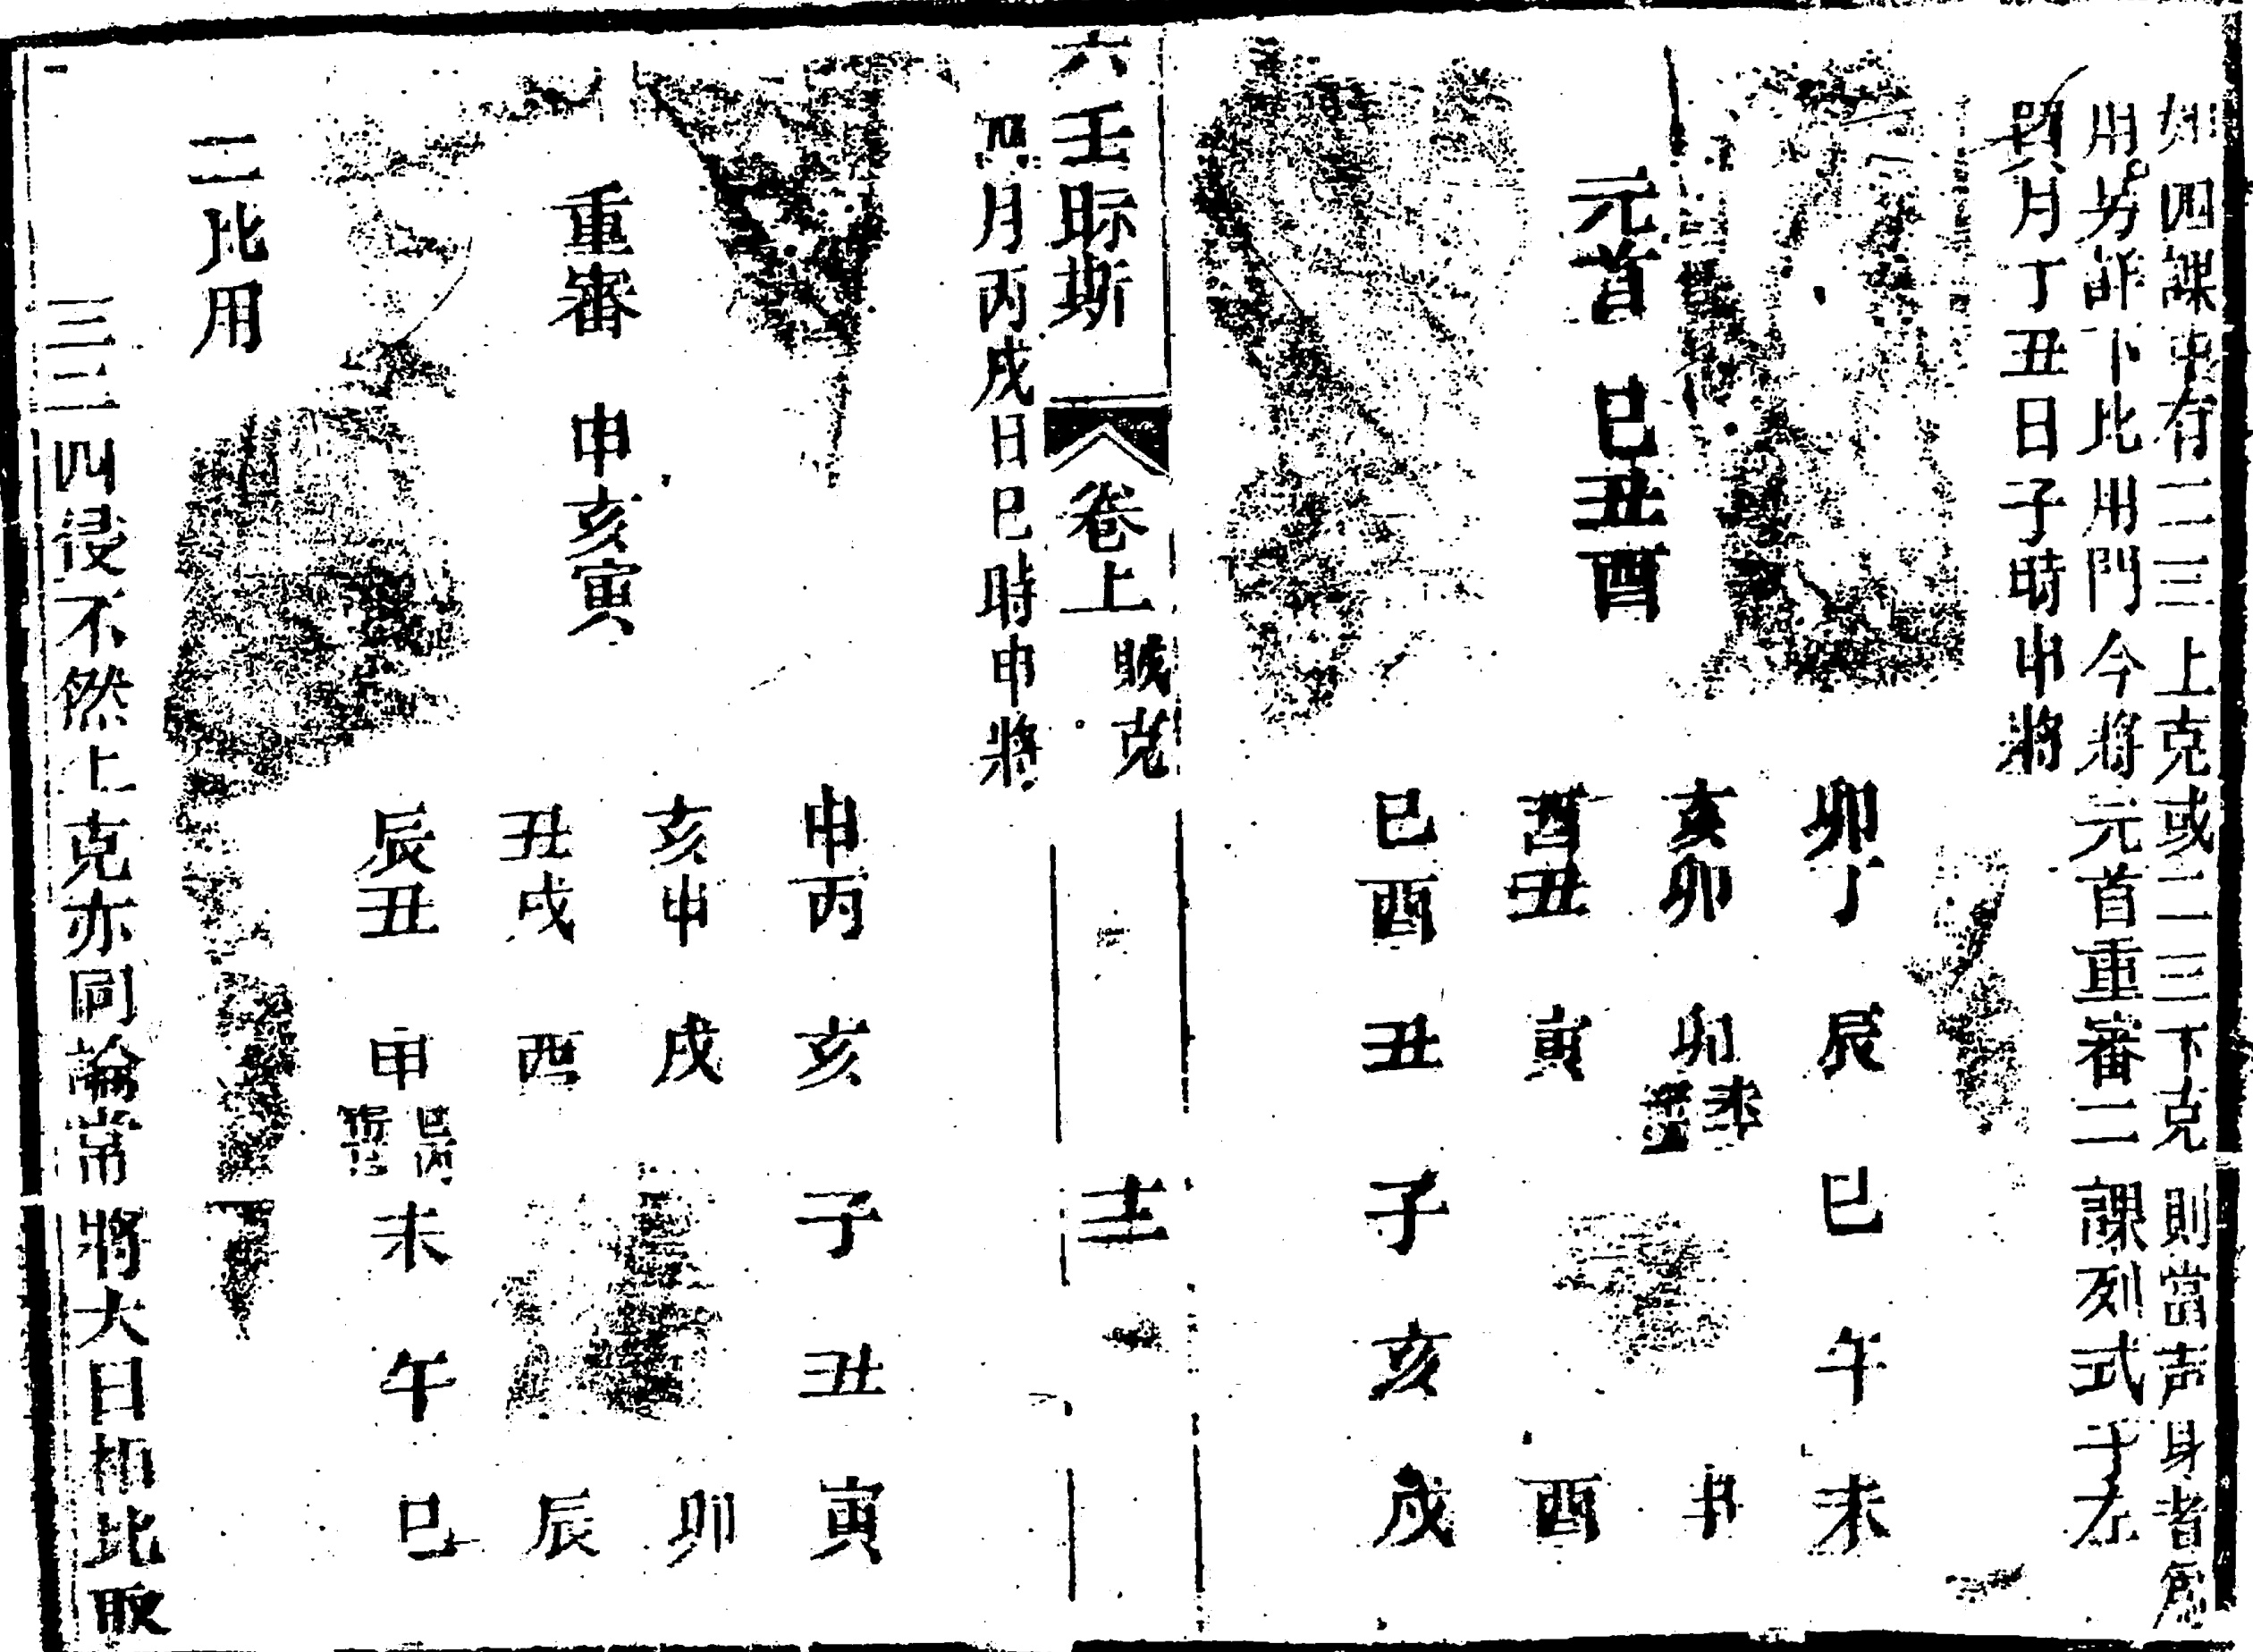 如四課中有二三上克或二三下克則當声身者為
用另詳下比用門今將元首重審二課列式于左
四月丁丑日子時申將
元首 巳丑酉
卯丁 辰 巳 午 未
亥卯 卯 申
酉丑 寅 酉
巳酉 丑 子 亥 戌
六壬眎斯 卷上 賊克 十三
四月丙戌日巳時申將
重審 申亥寅
申丙 亥 子 丑 寅
亥申 戌 卯
丑戌 酉 辰
辰丑 申 未 午 巳
二比用
三二四侵不然上克亦同論常將大日相比取